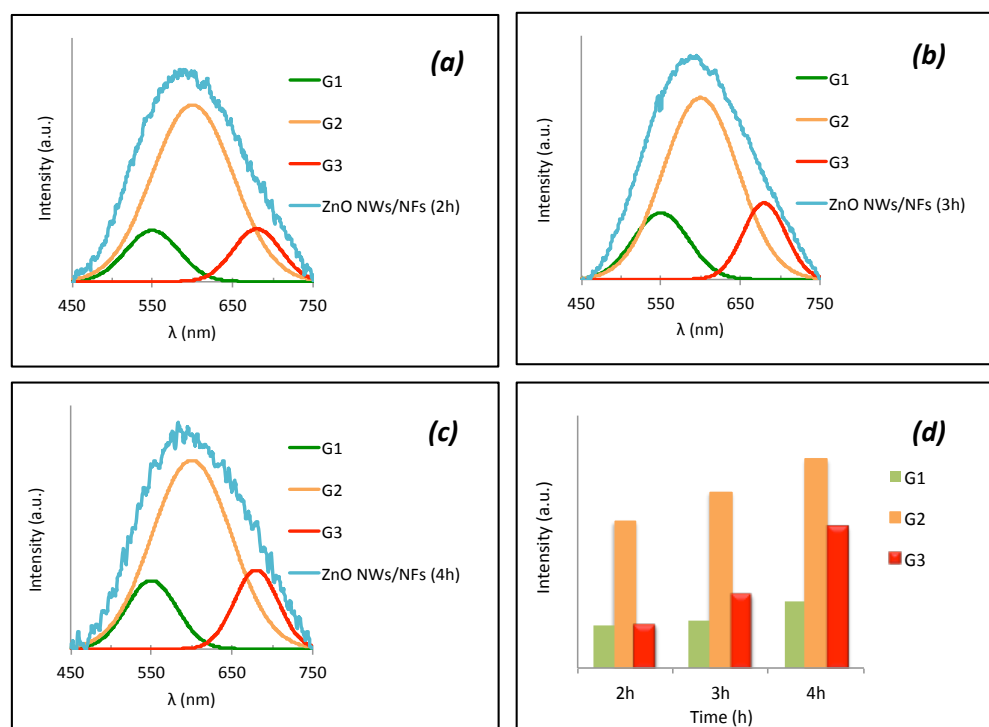 (a)
G1
G2
G3
ZnO NWs/NFs (2h)
Intensity (a.u.)
450 550 650 750
λ (nm)
(b)
G1
G2
G3
ZnO NWs/NFs (3h)
Intensity (a.u.)
450 550 650 750
λ (nm)
(c)
G1
G2
G3
ZnO NWs/NFs (4h)
Intensity (a.u.)
450 550 650 750
λ (nm)
(d)
G1
G2
G3
Intensity (a.u.)
2h 3h 4h
Time (h)